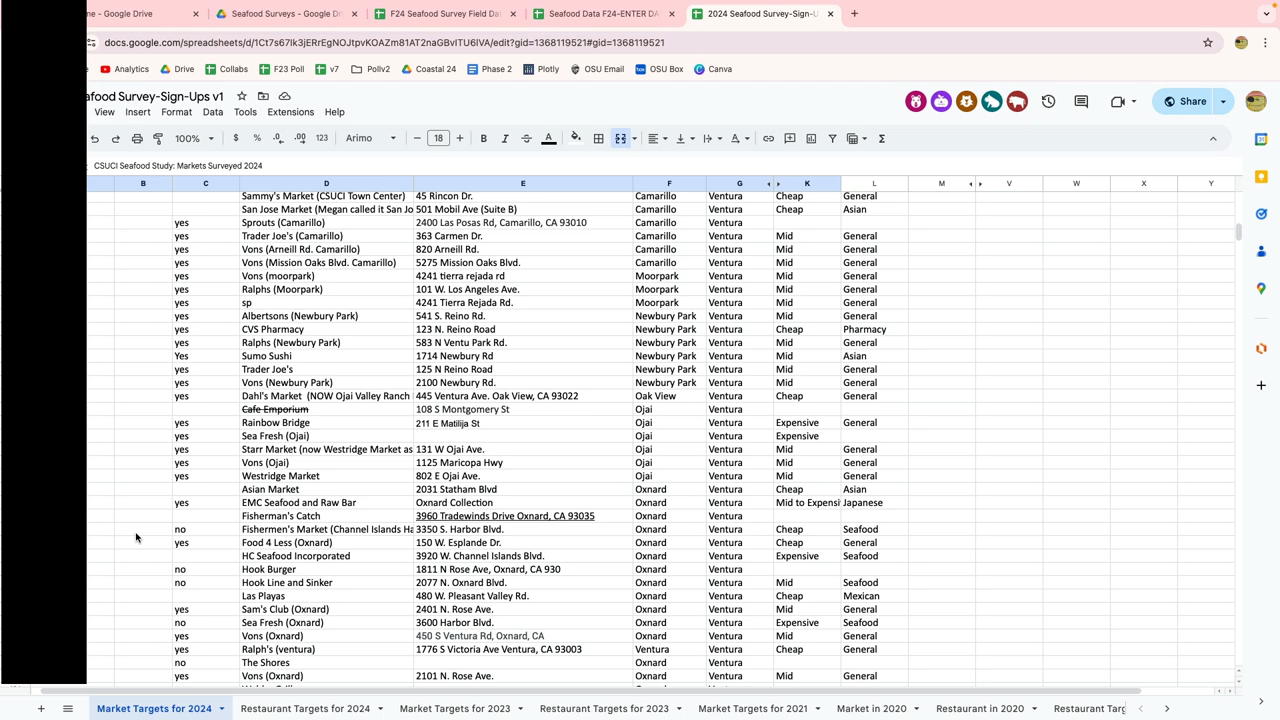 me - Google Drive Seafood Surveys - Google Dri F24 Seafood Survey Field Dat Seafood Data F24-ENTER DA 2024 Seafood Survey-Sign-U
docs.google.com/spreadsheets/d/1Ct7s67lk3jERrEgNOJtpvKOAZm81AT2naGBvITU6lVA/edit?gid=1368119521#gid=1368119521
Analytics Drive Collabs F23 Poll v7 Pollv2 Coastal 24 Phase 2 Plotly OSU Email OSU Box Canva
eafood Survey-Sign-Ups v1 Share
View Insert Format Data Tools Extensions Help
100% $ % .0 .00 123 Arimo 18 B I A
CSUCI Seafood Study: Markets Surveyed 2024
B C D E F G K L M V W X Y
Sammy's Market (CSUCI Town Center) 45 Rincon Dr. Camarillo Ventura Cheap General
San Jose Market (Megan called it San Jo 501 Mobil Ave (Suite B) Camarillo Ventura Cheap Asian
yes Sprouts (Camarillo) 2400 Las Posas Rd, Camarillo, CA 93010 Camarillo Ventura
yes Trader Joe's (Camarillo) 363 Carmen Dr. Camarillo Ventura Mid General
yes Vons (Arneill Rd. Camarillo) 820 Arneill Rd. Camarillo Ventura Mid General
yes Vons (Mission Oaks Blvd. Camarillo) 5275 Mission Oaks Blvd. Camarillo Ventura Mid General
yes Vons (moorpark) 4241 tierra rejada rd Moorpark Ventura Mid General
yes Ralphs (Moorpark) 101 W. Los Angeles Ave. Moorpark Ventura Mid General
yes sp 4241 Tierra Rejada Rd. Moorpark Ventura Mid General
yes Albertsons (Newbury Park) 541 S. Reino Rd. Newbury Park Ventura Mid General
yes CVS Pharmacy 123 N. Reino Road Newbury Park Ventura Cheap Pharmacy
yes Ralphs (Newbury Park) 583 N Ventu Park Rd. Newbury Park Ventura Mid General
Yes Sumo Sushi 1714 Newbury Rd Newbury Park Ventura Mid Asian
yes Trader Joe's 125 N Reino Road Newbury Park Ventura Mid General
yes Vons (Newbury Park) 2100 Newbury Rd. Newbury Park Ventura Mid General
yes Dahl's Market (NOW Ojai Valley Ranch 445 Ventura Ave. Oak View, CA 93022 Oak View Ventura Cheap General
Cafe Emporium 108 S Montgomery St Ojai Ventura
yes Rainbow Bridge 211 E Matilija St Ojai Ventura Expensive General
yes Sea Fresh (Ojai) Ojai Ventura Expensive
yes Starr Market (now Westridge Market as 131 W Ojai Ave. Ojai Ventura Mid General
yes Vons (Ojai) 1125 Maricopa Hwy Ojai Ventura Mid General
yes Westridge Market 802 E Ojai Ave. Ojai Ventura Mid General
Asian Market 2031 Statham Blvd Oxnard Ventura Cheap Asian
yes EMC Seafood and Raw Bar Oxnard Collection Oxnard Ventura Mid to Expensi Japanese
Fisherman's Catch 3960 Tradewinds Drive Oxnard, CA 93035 Oxnard Ventura
no Fishermen's Market (Channel Islands Ha 3350 S. Harbor Blvd. Oxnard Ventura Cheap Seafood
yes Food 4 Less (Oxnard) 150 W. Esplande Dr. Oxnard Ventura Cheap General
HC Seafood Incorporated 3920 W. Channel Islands Blvd. Oxnard Ventura Expensive Seafood
no Hook Burger 1811 N Rose Ave, Oxnard, CA 930 Oxnard Ventura
no Hook Line and Sinker 2077 N. Oxnard Blvd. Oxnard Ventura Mid Seafood
Las Playas 480 W. Pleasant Valley Rd. Oxnard Ventura Cheap Mexican
yes Sam's Club (Oxnard) 2401 N. Rose Ave. Oxnard Ventura Mid General
no Sea Fresh (Oxnard) 3600 Harbor Blvd. Oxnard Ventura Expensive Seafood
yes Vons (Oxnard) 450 S Ventura Rd, Oxnard, CA Oxnard Ventura Mid General
yes Ralph's (ventura) 1776 S Victoria Ave Ventura, CA 93003 Ventura Ventura Cheap General
no The Shores Oxnard Ventura
yes Vons (Oxnard) 2101 N. Rose Ave. Oxnard Ventura Mid General
Market Targets for 2024 Restaurant Targets for 2024 Market Targets for 2023 Restaurant Targets for 2023 Market Targets for 2021 Market in 2020 Restaurant in 2020 Restaurant Targ